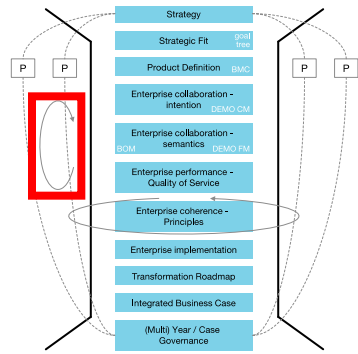 Strategy
Strategic Fit
goal
tree
P
P
Product Definition
BMC
P
P
Enterprise collaboration -
intention
DEMO CM
Enterprise collaboration -
semantics
BOM
DEMO FM
Enterprise performance -
Quality of Service
Enterprise coherence -
Principles
Enterprise implementation
Transformation Roadmap
Integrated Business Case
(Multi) Year / Case
Governance